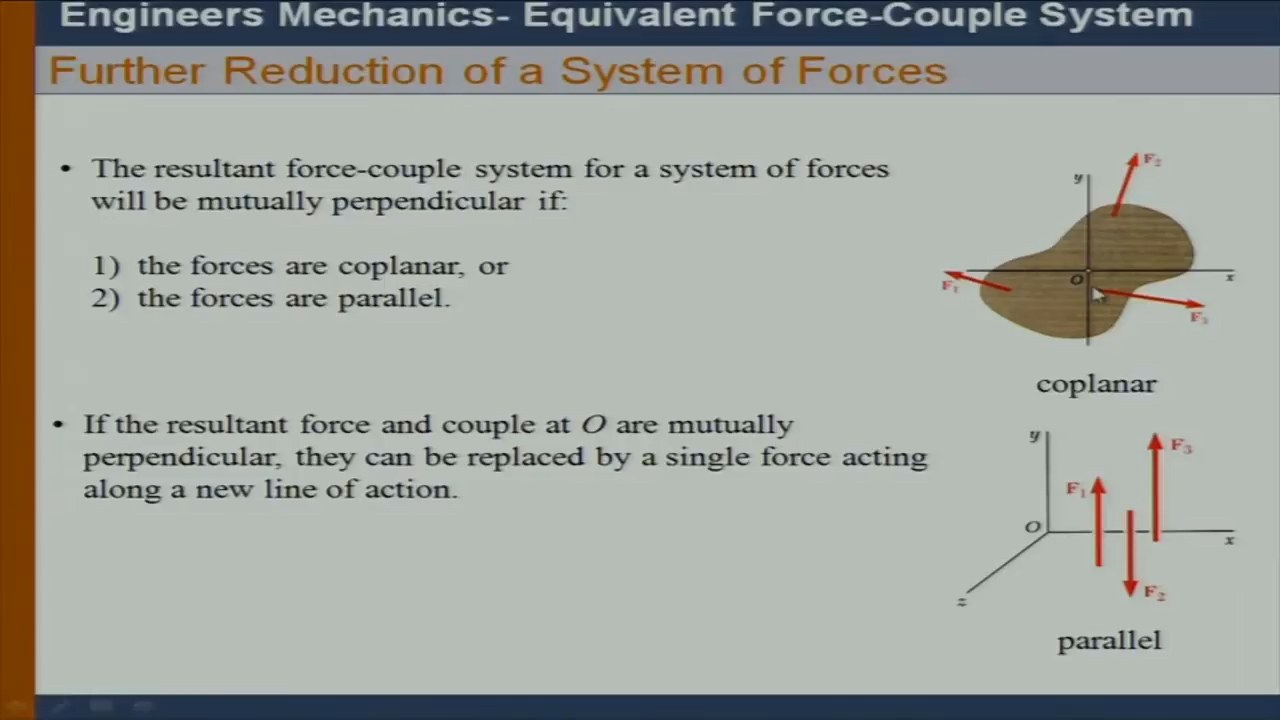 Engineers Mechanics- Equivalent Force-Couple System
Further Reduction of a System of Forces
• The resultant force-couple system for a system of forces
will be mutually perpendicular if:
1) the forces are coplanar, or
2) the forces are parallel.
• If the resultant force and couple at O are mutually
perpendicular, they can be replaced by a single force acting
along a new line of action.
F₂
y
O
x
F₁
F₃
coplanar
y
F₃
F₁
O
x
F₂
z
parallel